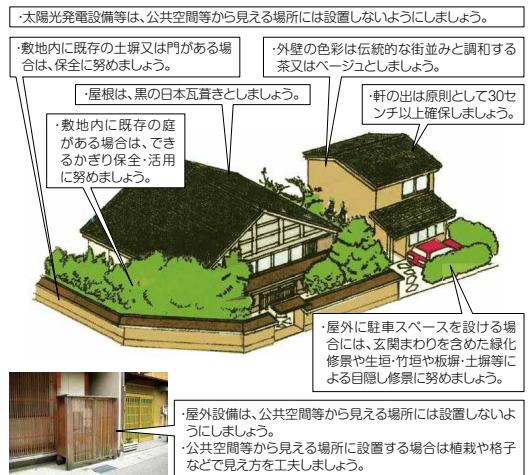 ・太陽光発電設備等は、公共空間等から見える場所には設置しないようにしましょう。
・敷地内に既存の土塀又は門がある場
合は、保全に努めましょう。
・外壁の色彩は伝統的な街並みと調和する
茶又はベージュとしましょう。
・屋根は、黒の日本瓦葺きとしましょう。
・軒の出は原則として30セ
ンチ以上確保しましょう。
・敷地内に既存の庭
がある場合は、でき
るかぎり保全・活用
に努めましょう。
・屋外に駐車スペースを設ける場
合には、玄関まわりを含めた緑化
修景や生垣・竹垣や板塀・土塀等に
よる目隠し修景に努めましょう。
・屋外設備は、公共空間等から見える場所には設置しないよ
うにしましょう。
・公共空間等から見える場所に設置する場合は植栽や格子
などで見え方を工夫しましょう。